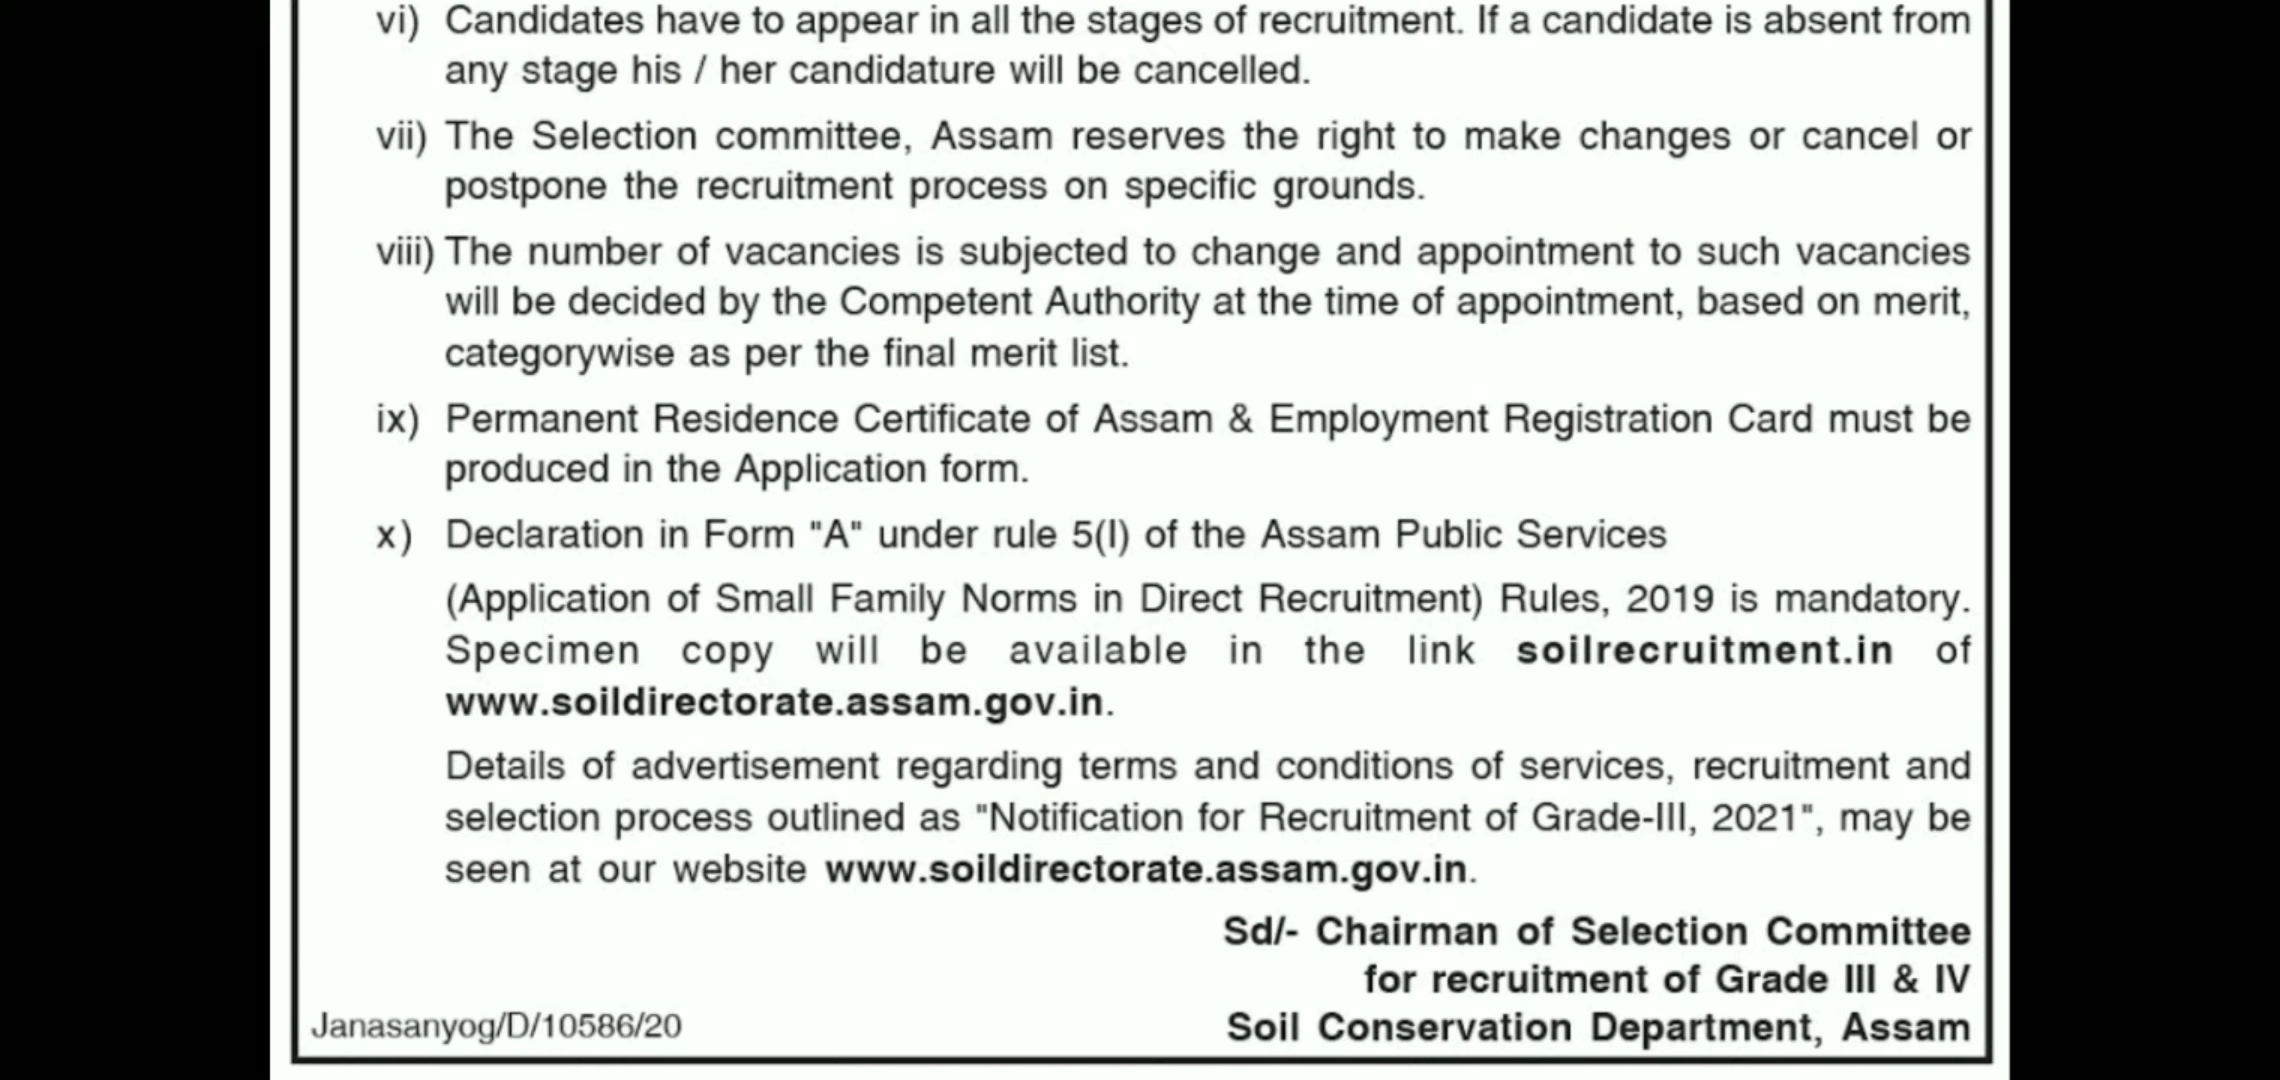 vi) Candidates have to appear in all the stages of recruitment. If a candidate is absent from
any stage his / her candidature will be cancelled.
vii) The Selection committee, Assam reserves the right to make changes or cancel or
postpone the recruitment process on specific grounds.
viii) The number of vacancies is subjected to change and appointment to such vacancies
will be decided by the Competent Authority at the time of appointment, based on merit,
categorywise as per the final merit list.
ix) Permanent Residence Certificate of Assam & Employment Registration Card must be
produced in the Application form.
x) Declaration in Form "A" under rule 5(I) of the Assam Public Services
(Application of Small Family Norms in Direct Recruitment) Rules, 2019 is mandatory.
Specimen copy will be available in the link soilrecruitment.in of
www.soildirectorate.assam.gov.in.
Details of advertisement regarding terms and conditions of services, recruitment and
selection process outlined as "Notification for Recruitment of Grade-III, 2021", may be
seen at our website www.soildirectorate.assam.gov.in.
Sd/- Chairman of Selection Committee
for recruitment of Grade III & IV
Janasanyog/D/10586/20 Soil Conservation Department, Assam